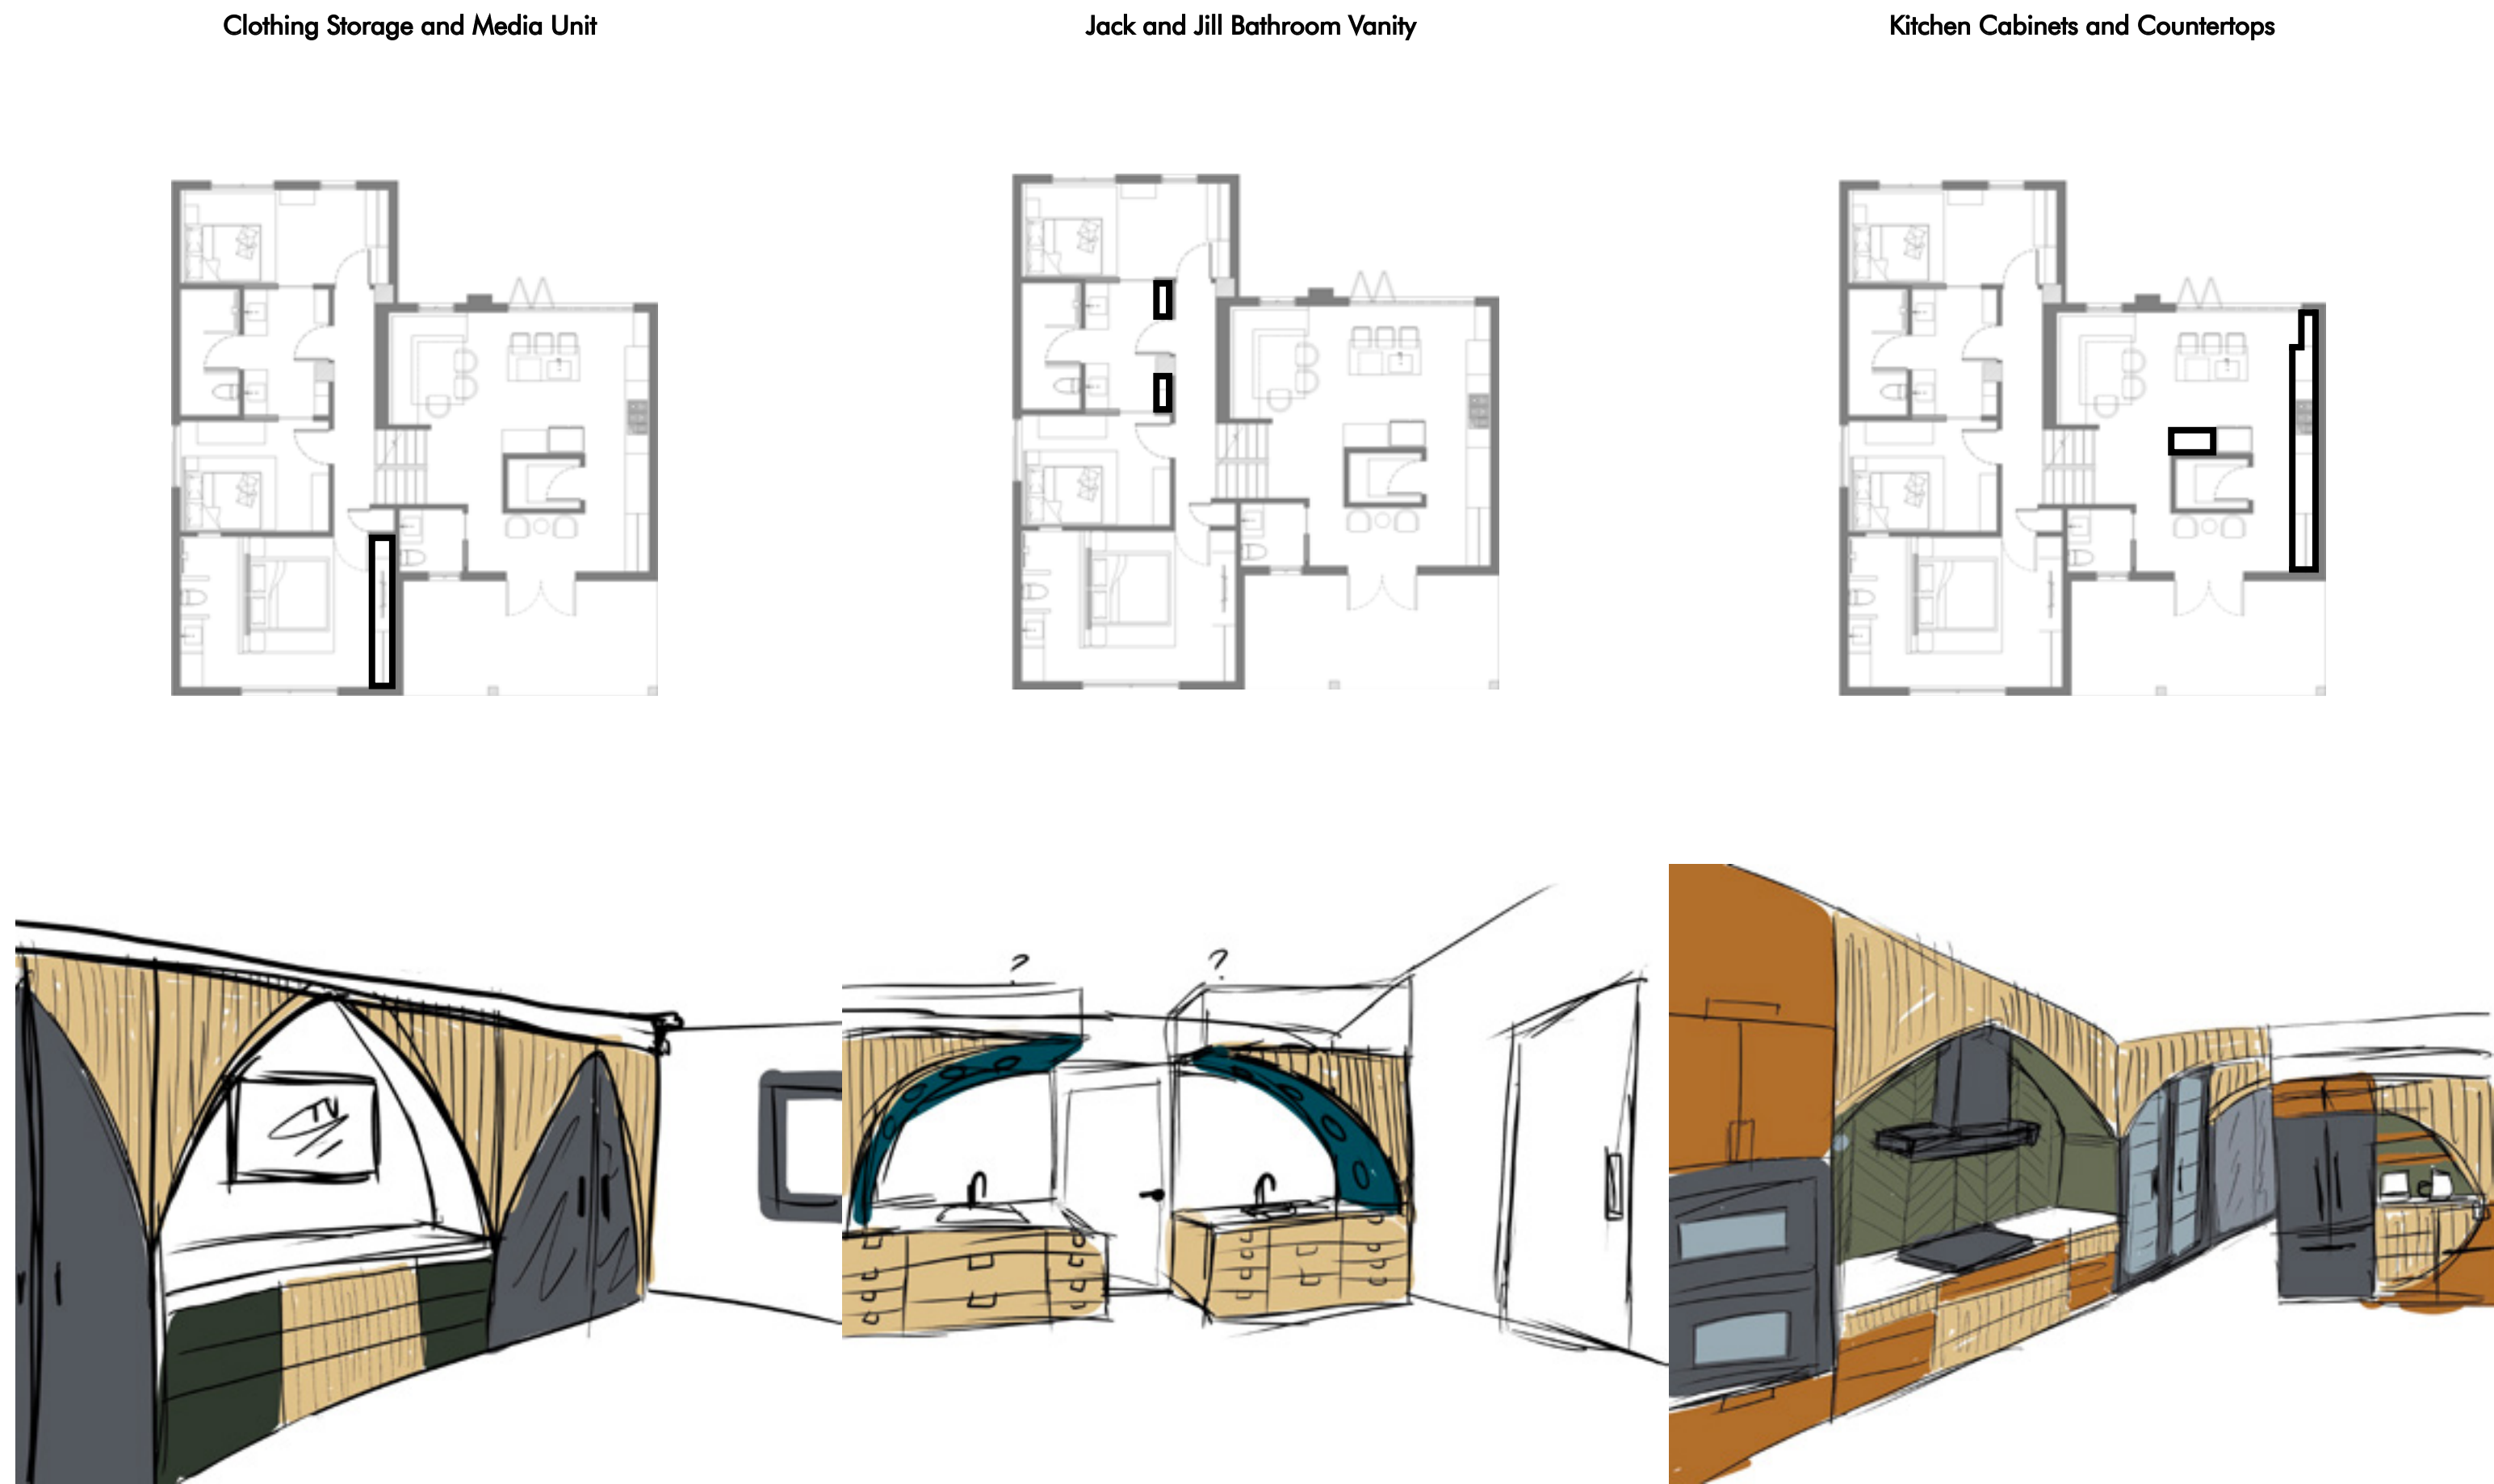 Clothing Storage and Media Unit
Jack and Jill Bathroom Vanity
Kitchen Cabinets and Countertops
TV
?
?